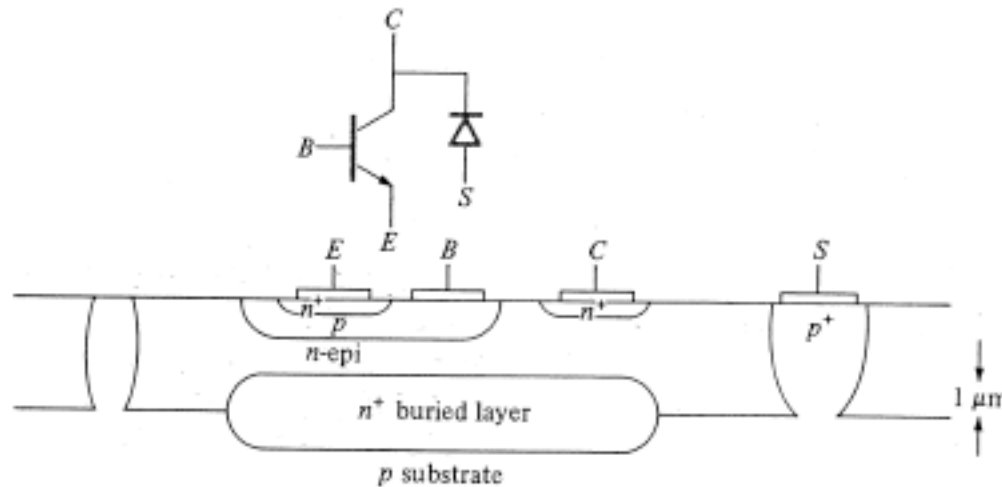 C
B
S
E
E B C S
n+ p+
n+
p
n-epi
1 μm
n+ buried layer
p substrate